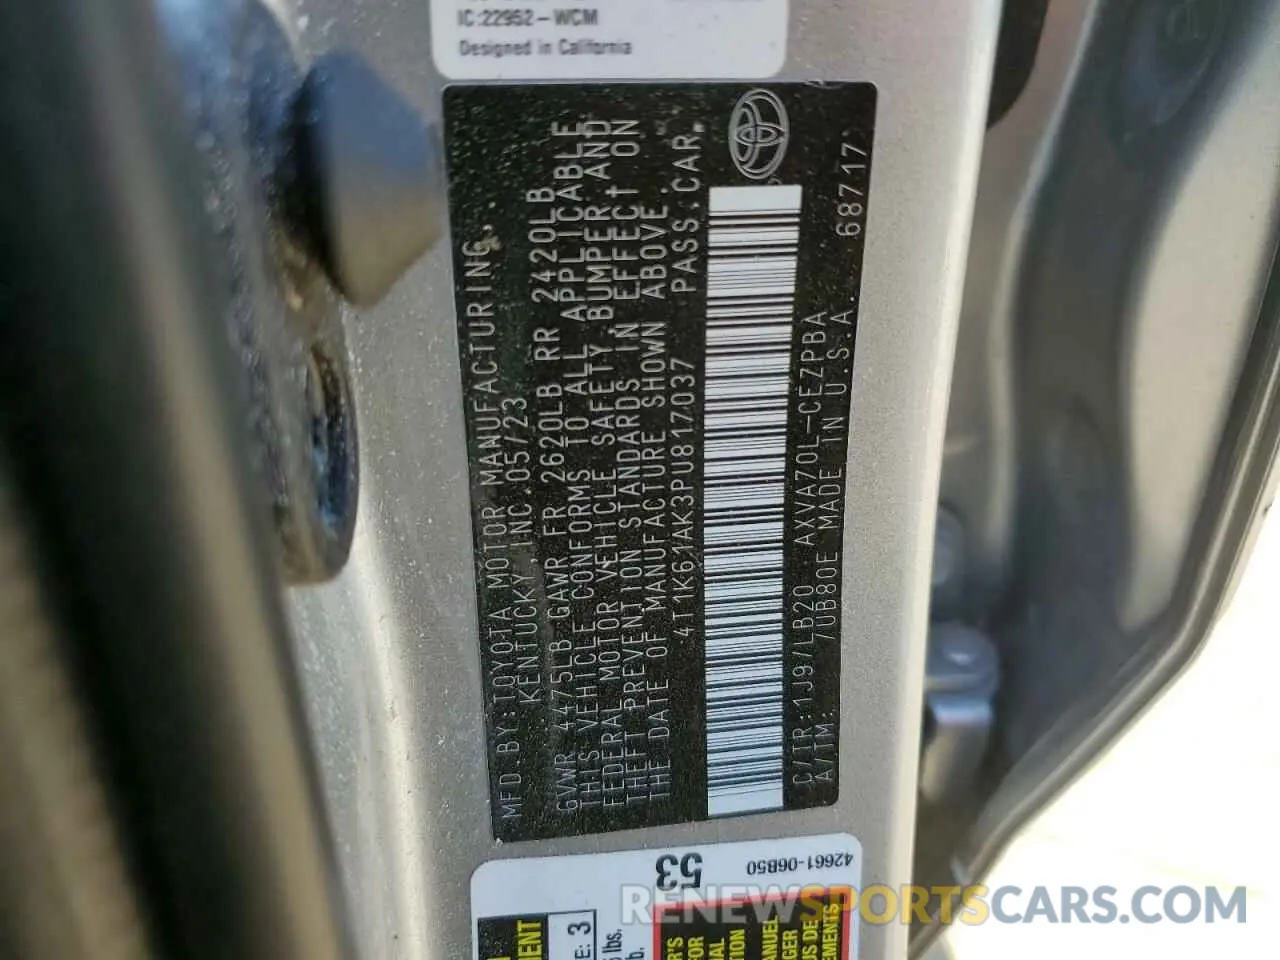 IC:22952-WCM
Designed in California
MFD.BY:TOYOTA MOTOR MANUFACTURING,
KENTUCKY,INC.05/23
GVWR 4475LB GAWR FR 2620LB RR 2420LB
THIS VEHICLE CONFORMS TO ALL APPLICABLE
FEDERAL MOTOR VEHICLE SAFETY,BUMPER,AND
THEFT PREVENTION STANDARDS IN EFFECT ON
THE DATE OF MANUFACTURE SHOWN ABOVE.
4T1K61AK3PU817037 PASS.CAR
C/TR:1J9/LB20 AXVA70L-CEZPBA
A/TM: 7UB80E MADE IN U.S.A. 68717
53 42661-06B50
E: 3
lbs.
RENEWSPORTSCARS.COM